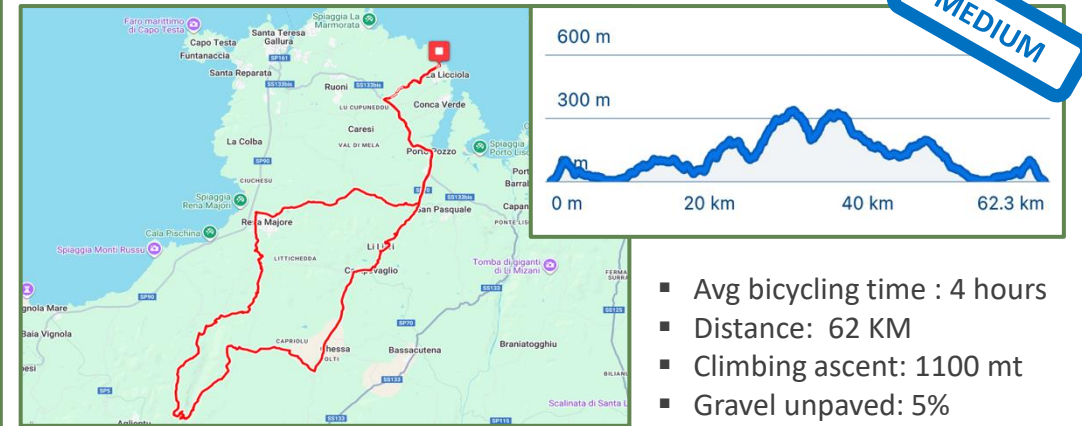 Faro marittimo
di Capo Testa
Spiaggia La
Marmorata
Capo Testa
Santa Teresa
Gallura
Funtanaccia
SP161
Santa Reparata
SS133bis
Ruoni
SS133bis
La Licciola
LU CUPUNEDDU
Conca Verde
Caresi
La Colba
VAL DI MELA
Porto Pozzo
Spiaggia
SP90
CIUCHESU
Spiaggia
Rena Majori
SS133bis
San Pasquale
Rena Majore
Cala Pischina
Spiaggia Monti Russu
LITTICHEDDA
Tomba di giganti
di Li Mizani
SS133
SP90
Baia Vignola
SS125
SP70
CAPRIOLU
Bassacutena
Braniatogghiu
SP5
SS133
Scalinata di Santa
SS133
SP115
MEDIUM
600 m
300 m
0 m
20 km
40 km
62.3 km
▪ Avg bicycling time : 4 hours
▪ Distance: 62 KM
▪ Climbing ascent: 1100 mt
▪ Gravel unpaved: 5%